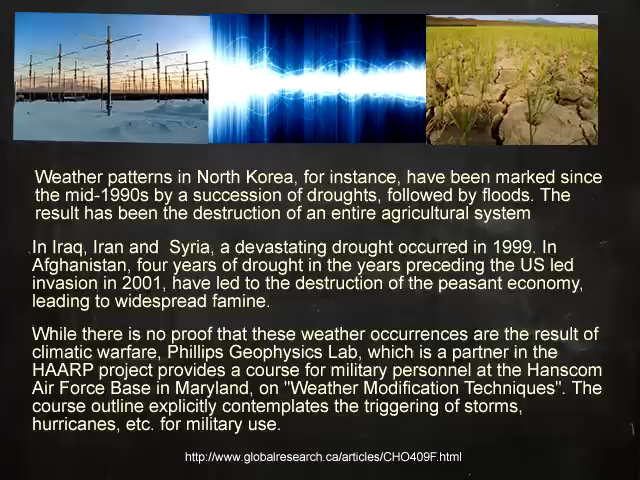 Weather patterns in North Korea, for instance, have been marked since
the mid-1990s by a succession of droughts, followed by floods. The
result has been the destruction of an entire agricultural system
In Iraq, Iran and  Syria, a devastating drought occurred in 1999. In
Afghanistan, four years of drought in the years preceding the US led
invasion in 2001, have led to the destruction of the peasant economy,
leading to widespread famine.
While there is no proof that these weather occurrences are the result of
climatic warfare, Phillips Geophysics Lab, which is a partner in the
HAARP project provides a course for military personnel at the Hanscom
Air Force Base in Maryland, on "Weather Modification Techniques". The
course outline explicitly contemplates the triggering of storms,
hurricanes, etc. for military use.
http://www.globalresearch.ca/articles/CHO409F.html